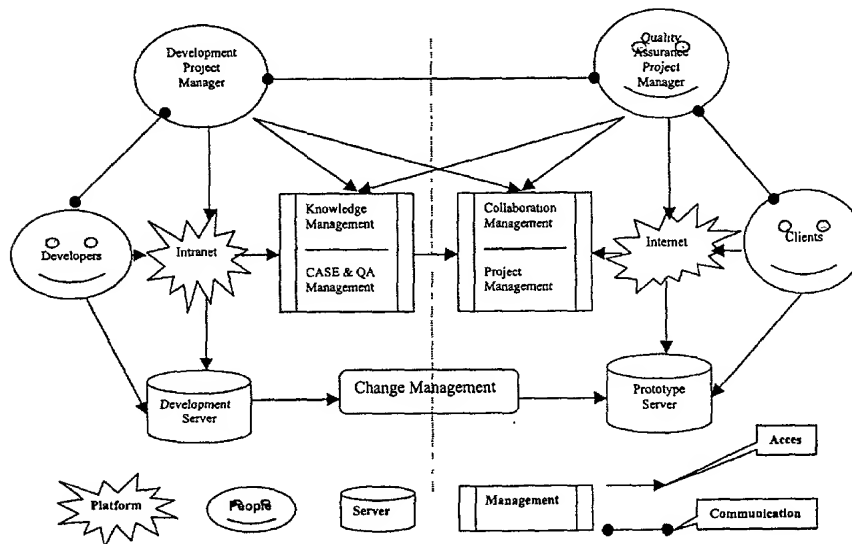 Development
Project
Manager
Quality
Assurance
Project
Manager
Developers
Intranet
Knowledge
Management
CASE & QA
Management
Collaboration
Management
Project
Management
Internet
Clients
Development
Server
Change Management
Prototype
Server
Acces
Platform
People
Server
Management
Communication